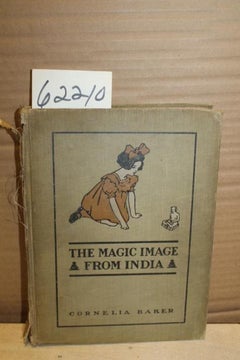 62210
THE MAGIC IMAGE
FROM INDIA
CORNELIA BAKER